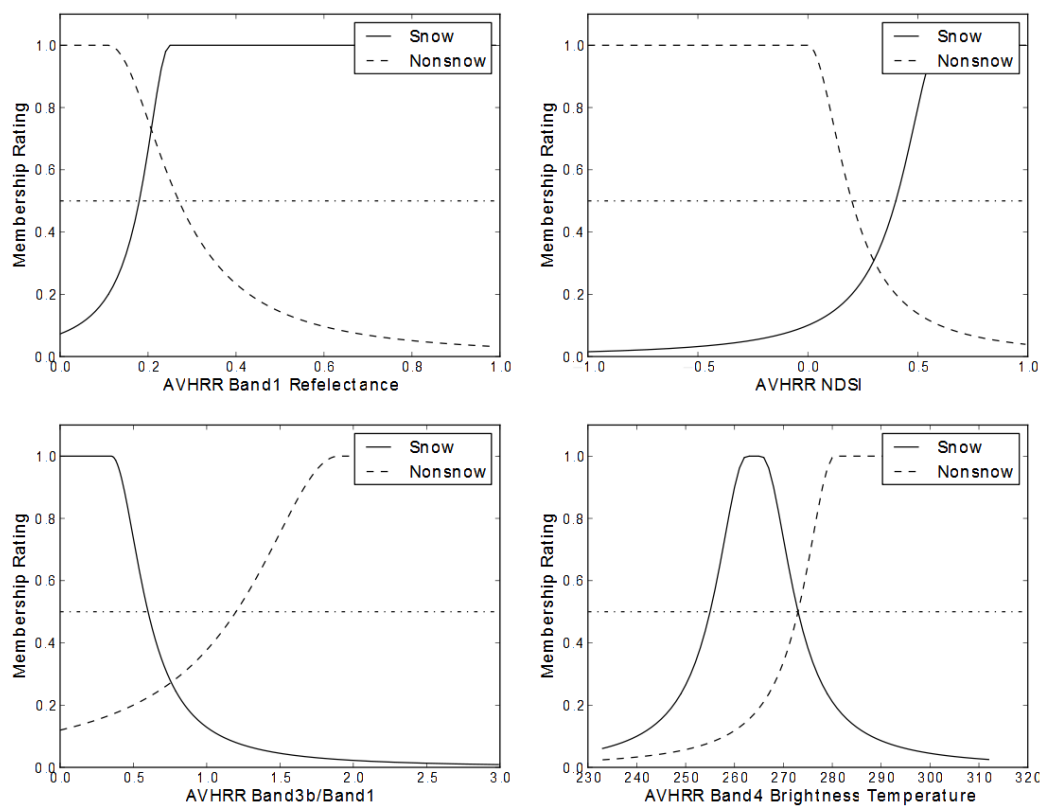 1.0
0.8
0.6
0.4
0.2
0.0
Membership Rating
Snow
Nonsnow
0.0 0.2 0.4 0.6 0.8 1.0
AVHRR Band1 Refelectance
1.0
0.8
0.6
0.4
0.2
0.0
Membership Rating
Snow
Nonsnow
1.0 0.5 0.0 0.5 1.0
AVHRR NDSI
1.0
0.8
0.6
0.4
0.2
0.0
Membership Rating
Snow
Nonsnow
0.0 0.5 1.0 1.5 2.0 2.5 3.0
AVHRR Band3b/Band1
1.0
0.8
0.6
0.4
0.2
0.0
Membership Rating
Snow
Nonsnow
230 240 250 260 270 280 290 300 310 320
AVHRR Band4 Brightness Temperature